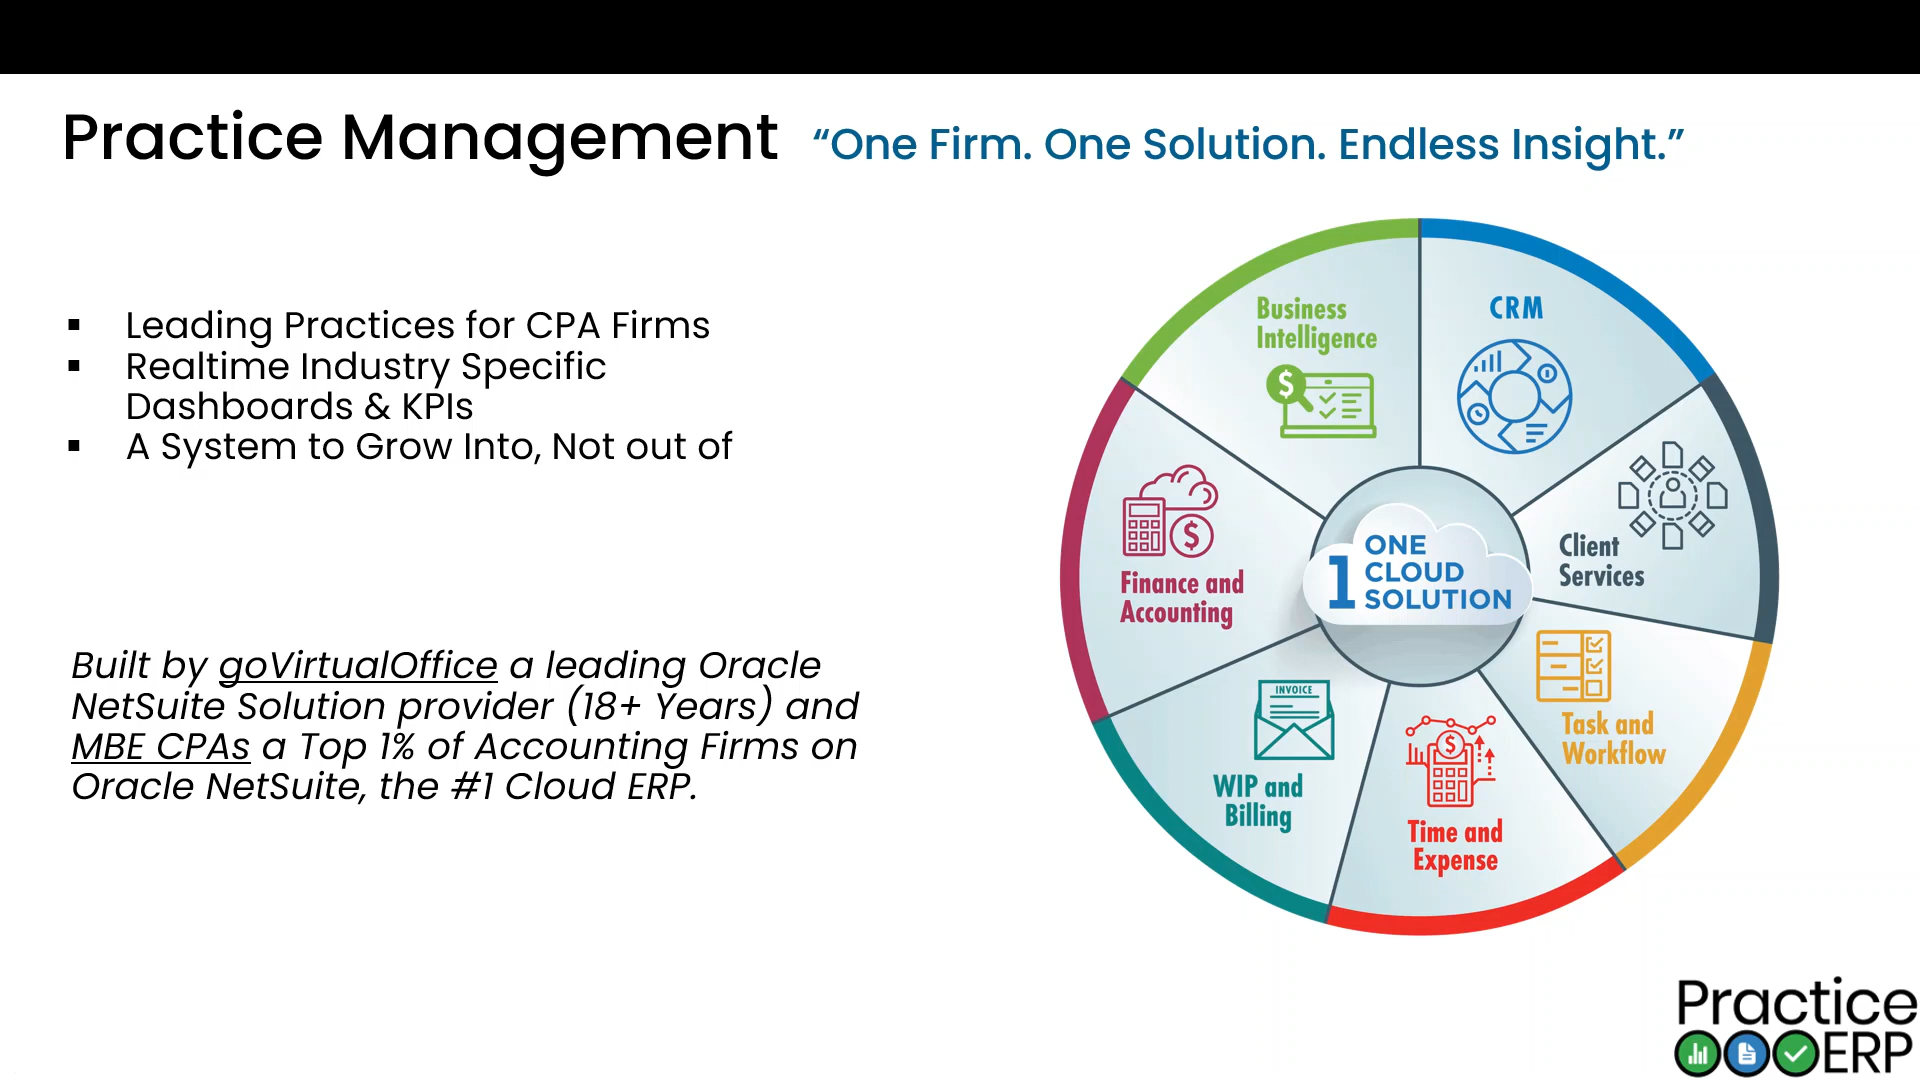 Practice Management “One Firm. One Solution. Endless Insight.”
▪ Leading Practices for CPA Firms
▪ Realtime Industry Specific
Dashboards & KPIs
▪ A System to Grow Into, Not out of
Built by goVirtualOffice a leading Oracle
NetSuite Solution provider (18+ Years) and
MBE CPAs a Top 1% of Accounting Firms on
Oracle NetSuite, the #1 Cloud ERP.
Business
Intelligence
$
CRM
Client
Services
Task and
Workflow
$
Time and
Expense
INVOICE
WIP and
Billing
$
Finance and
Accounting
1 ONE
CLOUD
SOLUTION
Practice
ERP